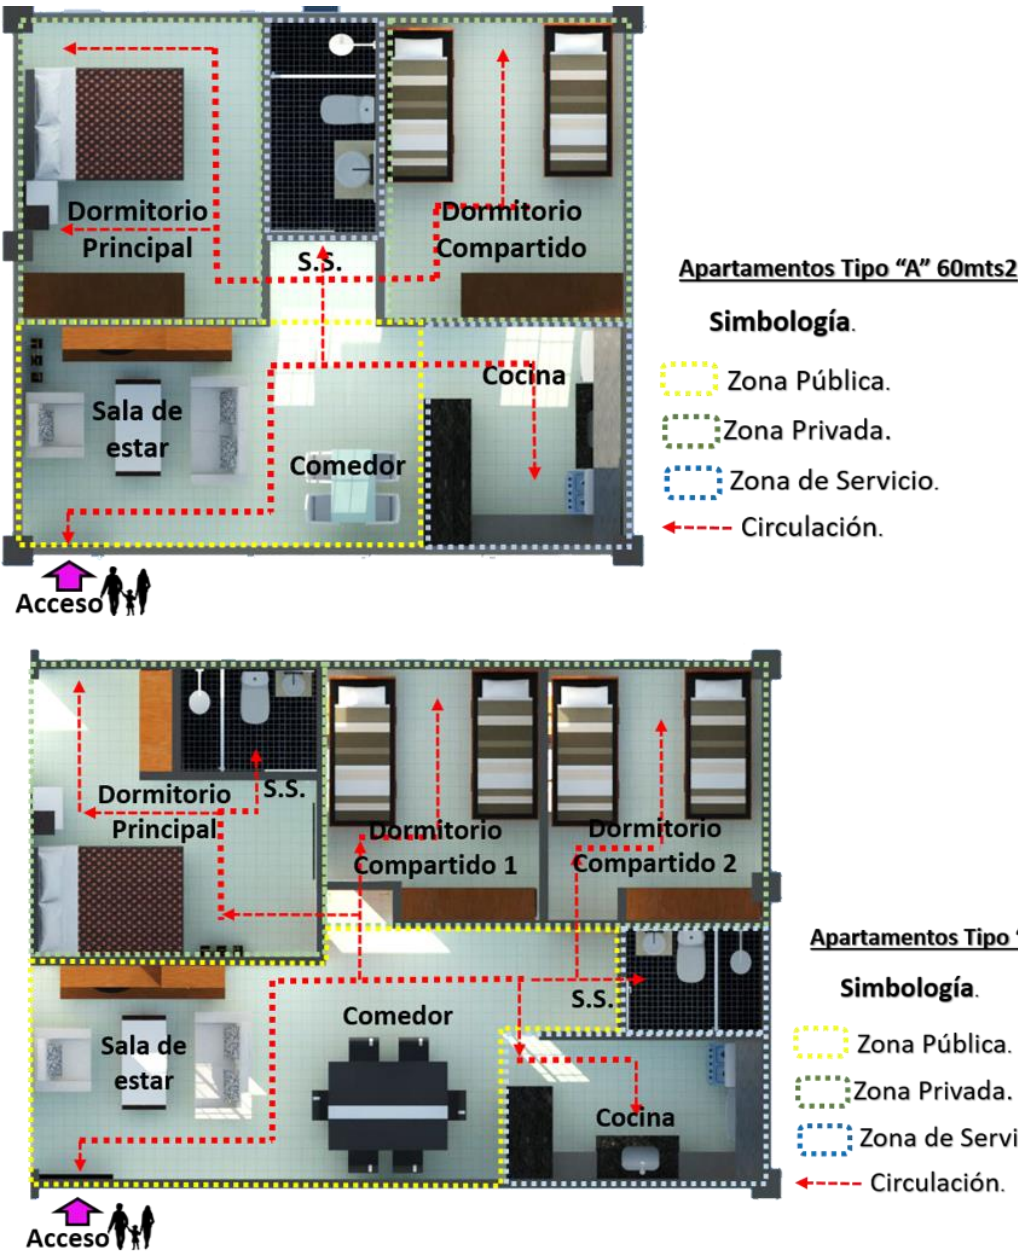 Dormitorio
Principal
S.S.
Dormitorio
Compartido
Sala de
estar
Comedor
Cocina
Acceso
Apartamentos Tipo “A” 60mts2
Simbología.
Zona Pública.
Zona Privada.
Zona de Servicio.
Circulación.
Dormitorio
Principal
S.S.
Dormitorio
Compartido 1
Dormitorio
Compartido 2
Sala de
estar
Comedor
S.S.
Cocina
Acceso
Apartamentos Tipo “
Simbología.
Zona Pública.
Zona Privada.
Zona de Servi
Circulación.